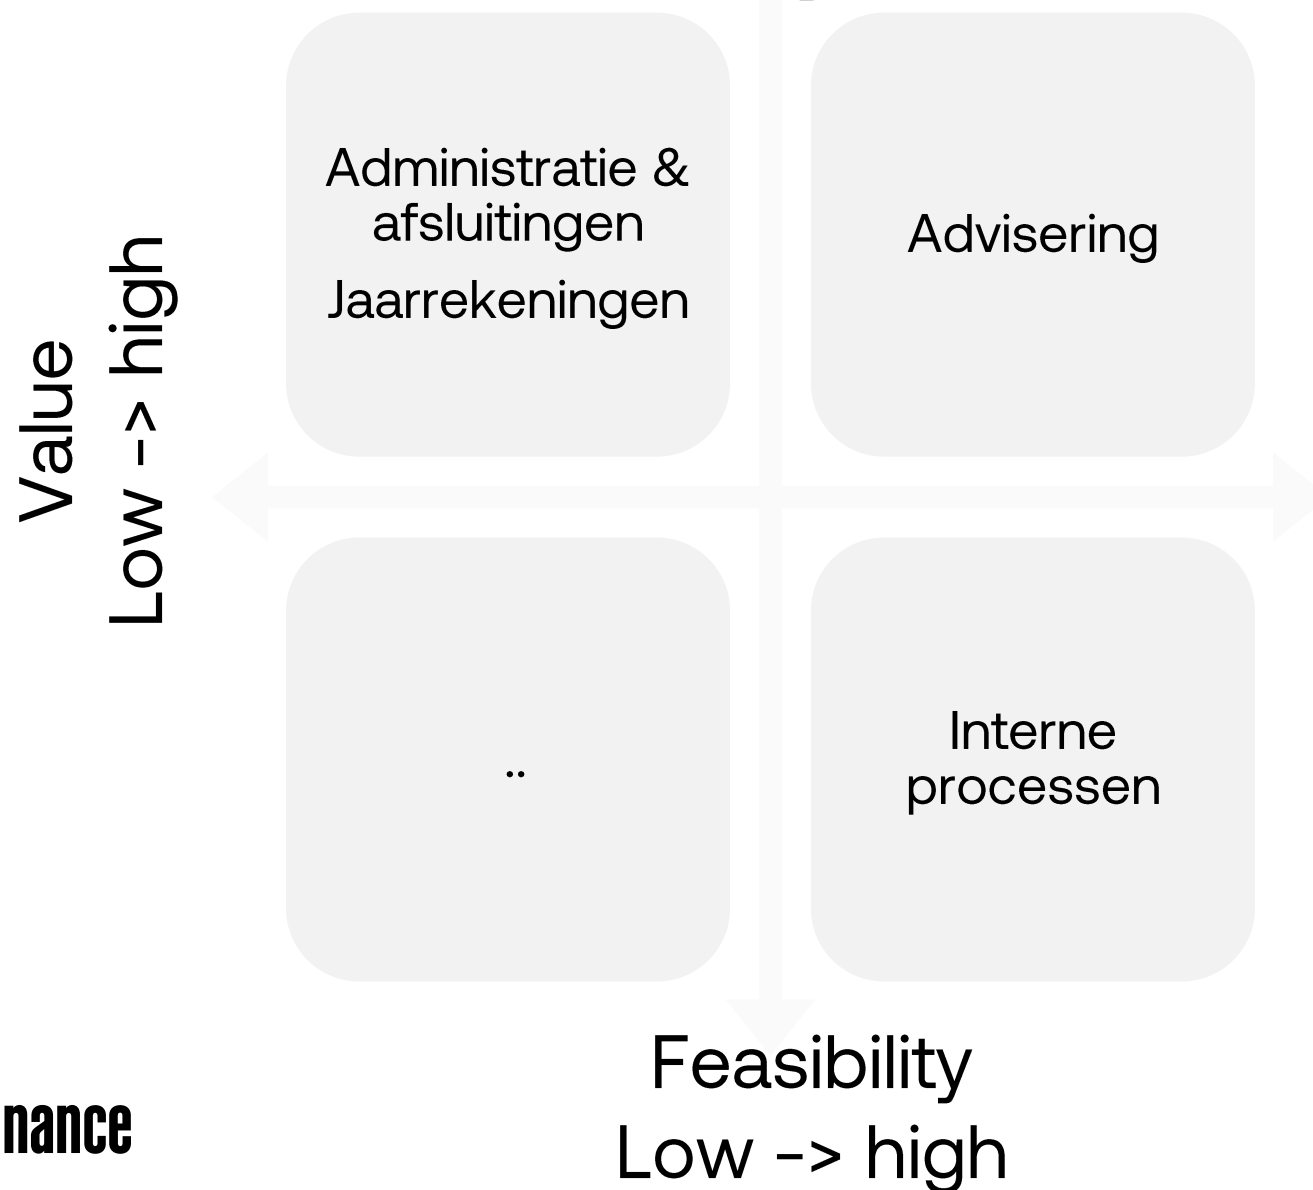 Administratie &
afsluitingen
Jaarrekeningen
Advisering
Value
Low -> high
..
Interne
processen
Feasibility
Low -> high
nance